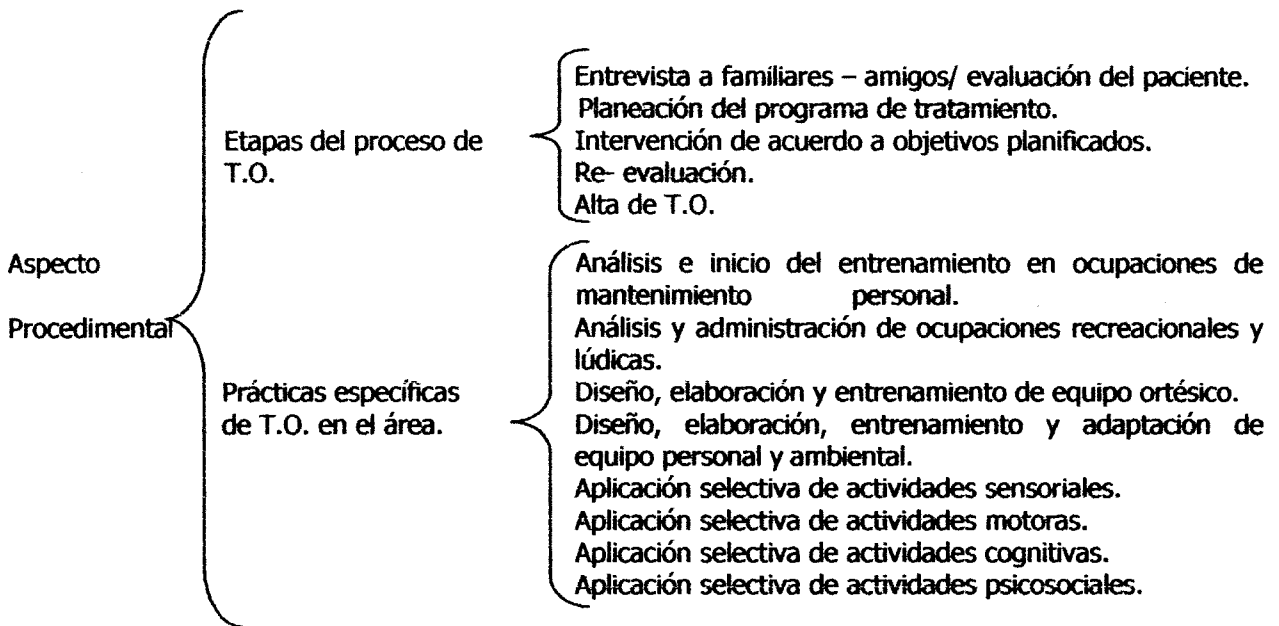 Aspecto
Procedimental
Etapas del proceso de
T.O.
Entrevista a familiares – amigos/ evaluación del paciente.
Planeación del programa de tratamiento.
Intervención de acuerdo a objetivos planificados.
Re- evaluación.
Alta de T.O.
Prácticas específicas
de T.O. en el área.
Análisis e inicio del entrenamiento en ocupaciones de
mantenimiento personal.
Análisis y administración de ocupaciones recreacionales y
lúdicas.
Diseño, elaboración y entrenamiento de equipo ortésico.
Diseño, elaboración, entrenamiento y adaptación de
equipo personal y ambiental.
Aplicación selectiva de actividades sensoriales.
Aplicación selectiva de actividades motoras.
Aplicación selectiva de actividades cognitivas.
Aplicación selectiva de actividades psicosociales.